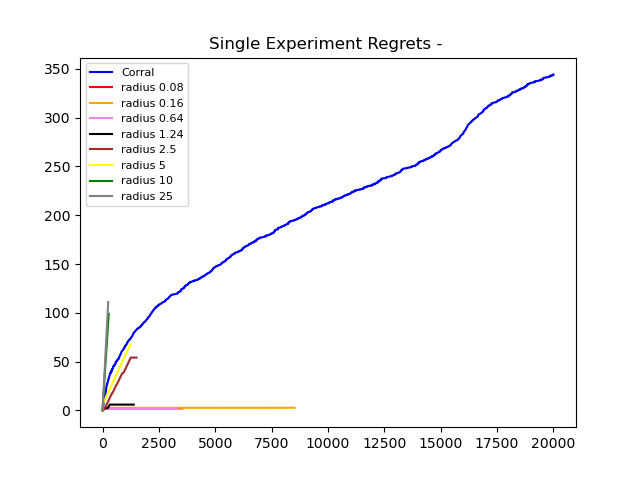 Single Experiment Regrets -
350
300
250
200
150
100
50
0
Corral
radius 0.08
radius 0.16
radius 0.64
radius 1.24
radius 2.5
radius 5
radius 10
radius 25
0 2500 5000 7500 10000 12500 15000 17500 20000